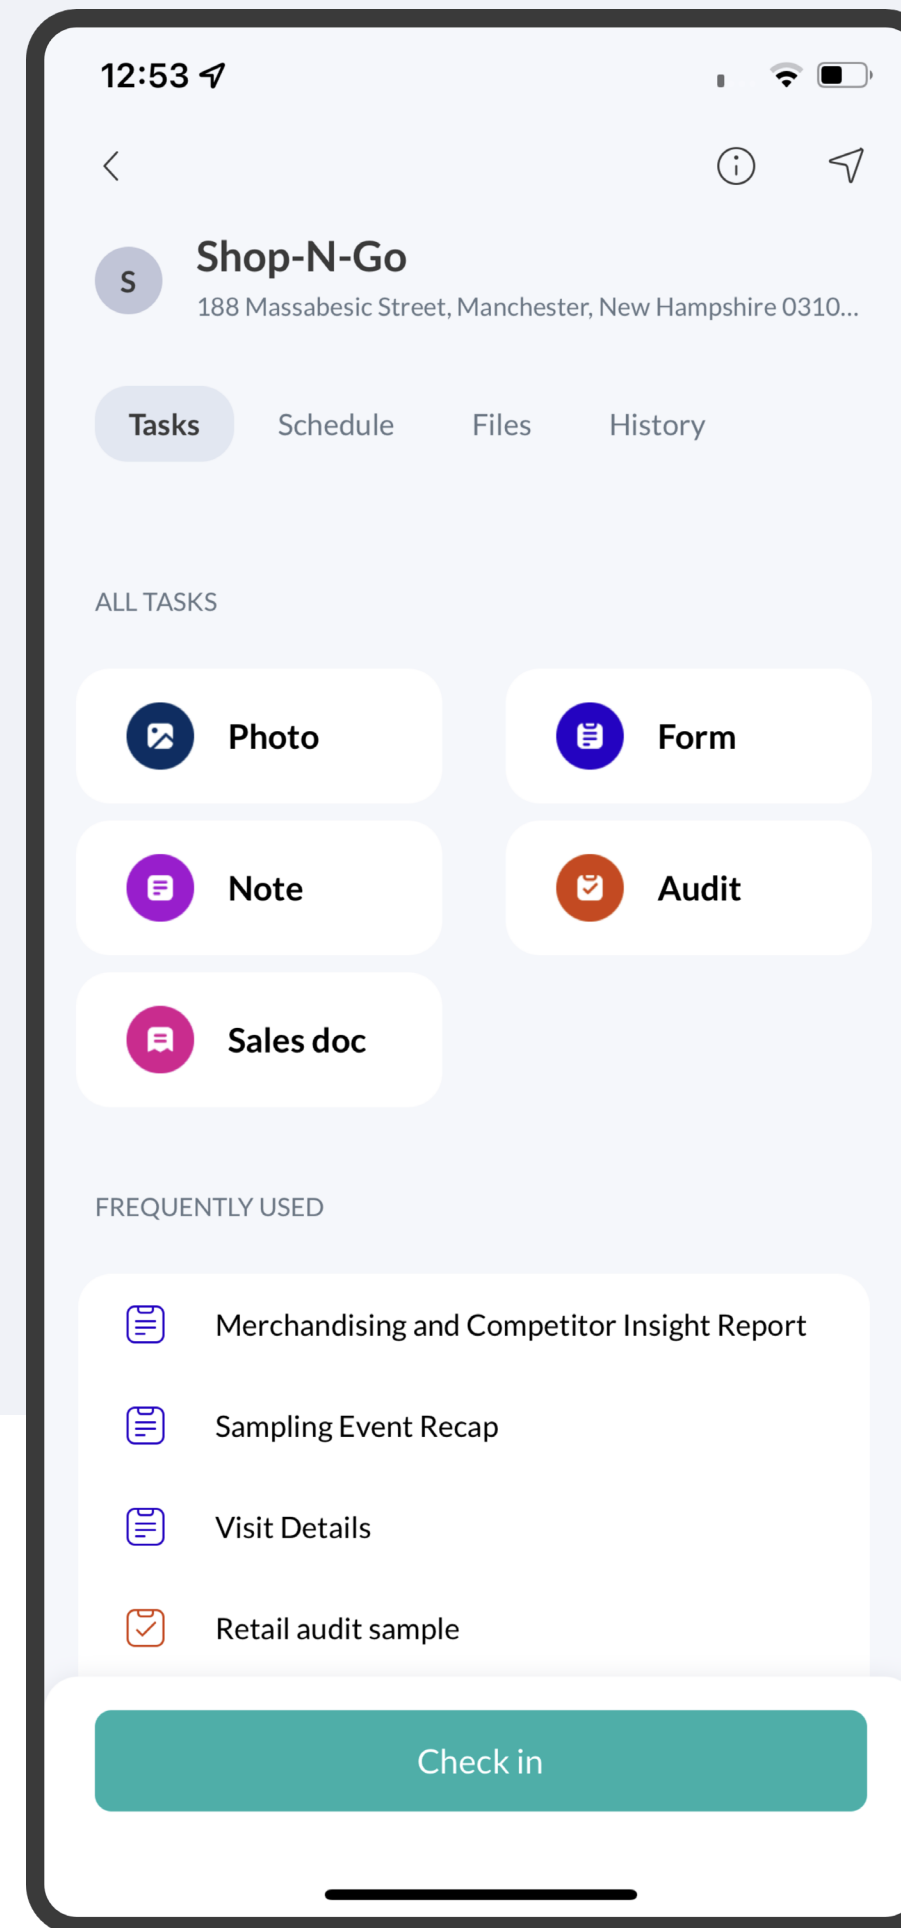 12:53
S
Shop-N-Go
188 Massabesic Street, Manchester, New Hampshire 0310...
Tasks Schedule Files History
ALL TASKS
Photo Form
Note Audit
Sales doc
FREQUENTLY USED
Merchandising and Competitor Insight Report
Sampling Event Recap
Visit Details
Retail audit sample
Check in